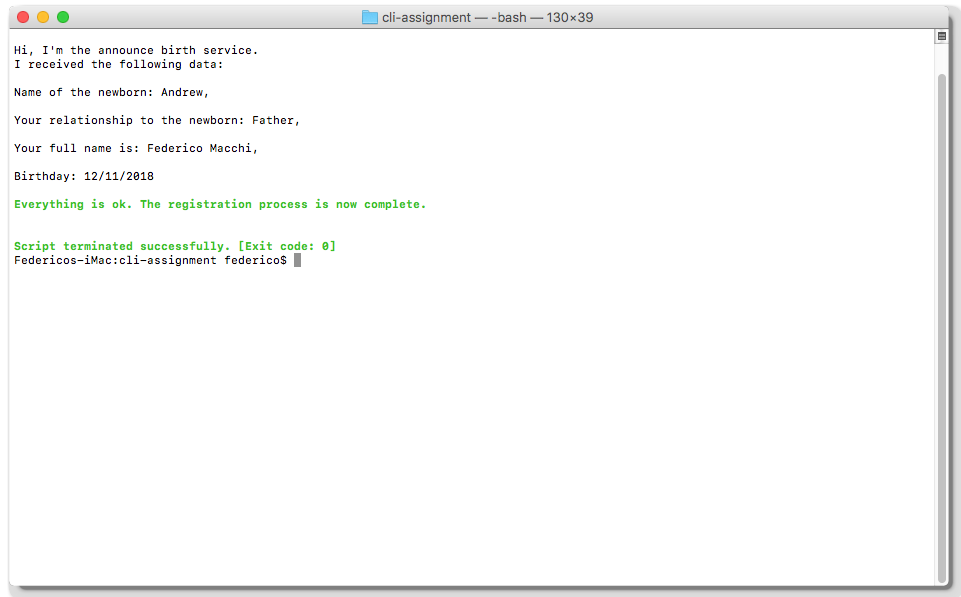 cli-assignment — -bash — 130×39
Hi, I'm the announce birth service.
I received the following data:
Name of the newborn: Andrew,
Your relationship to the newborn: Father,
Your full name is: Federico Macchi,
Birthday: 12/11/2018
Everything is ok. The registration process is now complete.
Script terminated successfully. [Exit code: 0]
Federicos-iMac:cli-assignment federico$